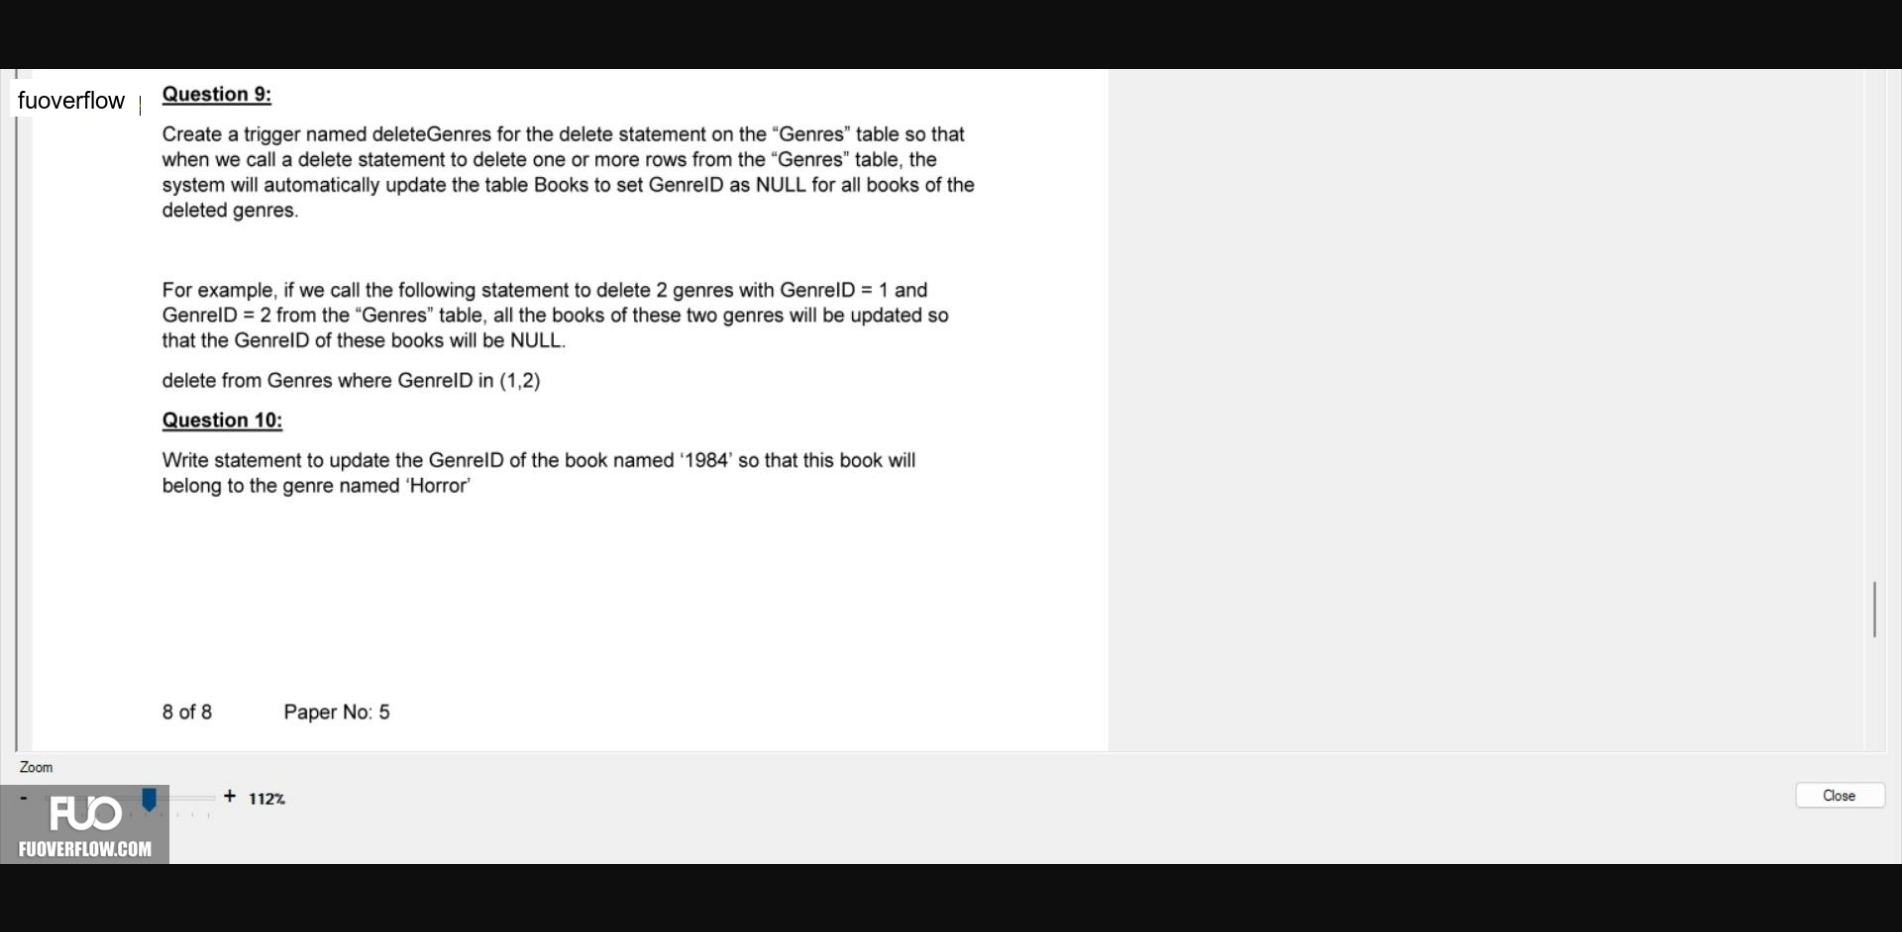 fuoverflow
Question 9:
Create a trigger named deleteGenres for the delete statement on the “Genres” table so that
when we call a delete statement to delete one or more rows from the “Genres” table, the
system will automatically update the table Books to set GenreID as NULL for all books of the
deleted genres.
For example, if we call the following statement to delete 2 genres with GenreID = 1 and
GenreID = 2 from the “Genres” table, all the books of these two genres will be updated so
that the GenreID of these books will be NULL.
delete from Genres where GenreID in (1,2)
Question 10:
Write statement to update the GenreID of the book named ‘1984’ so that this book will
belong to the genre named ‘Horror’
8 of 8 Paper No: 5
Zoom
- + 112%
Close
FUO
FUOVERFLOW.COM